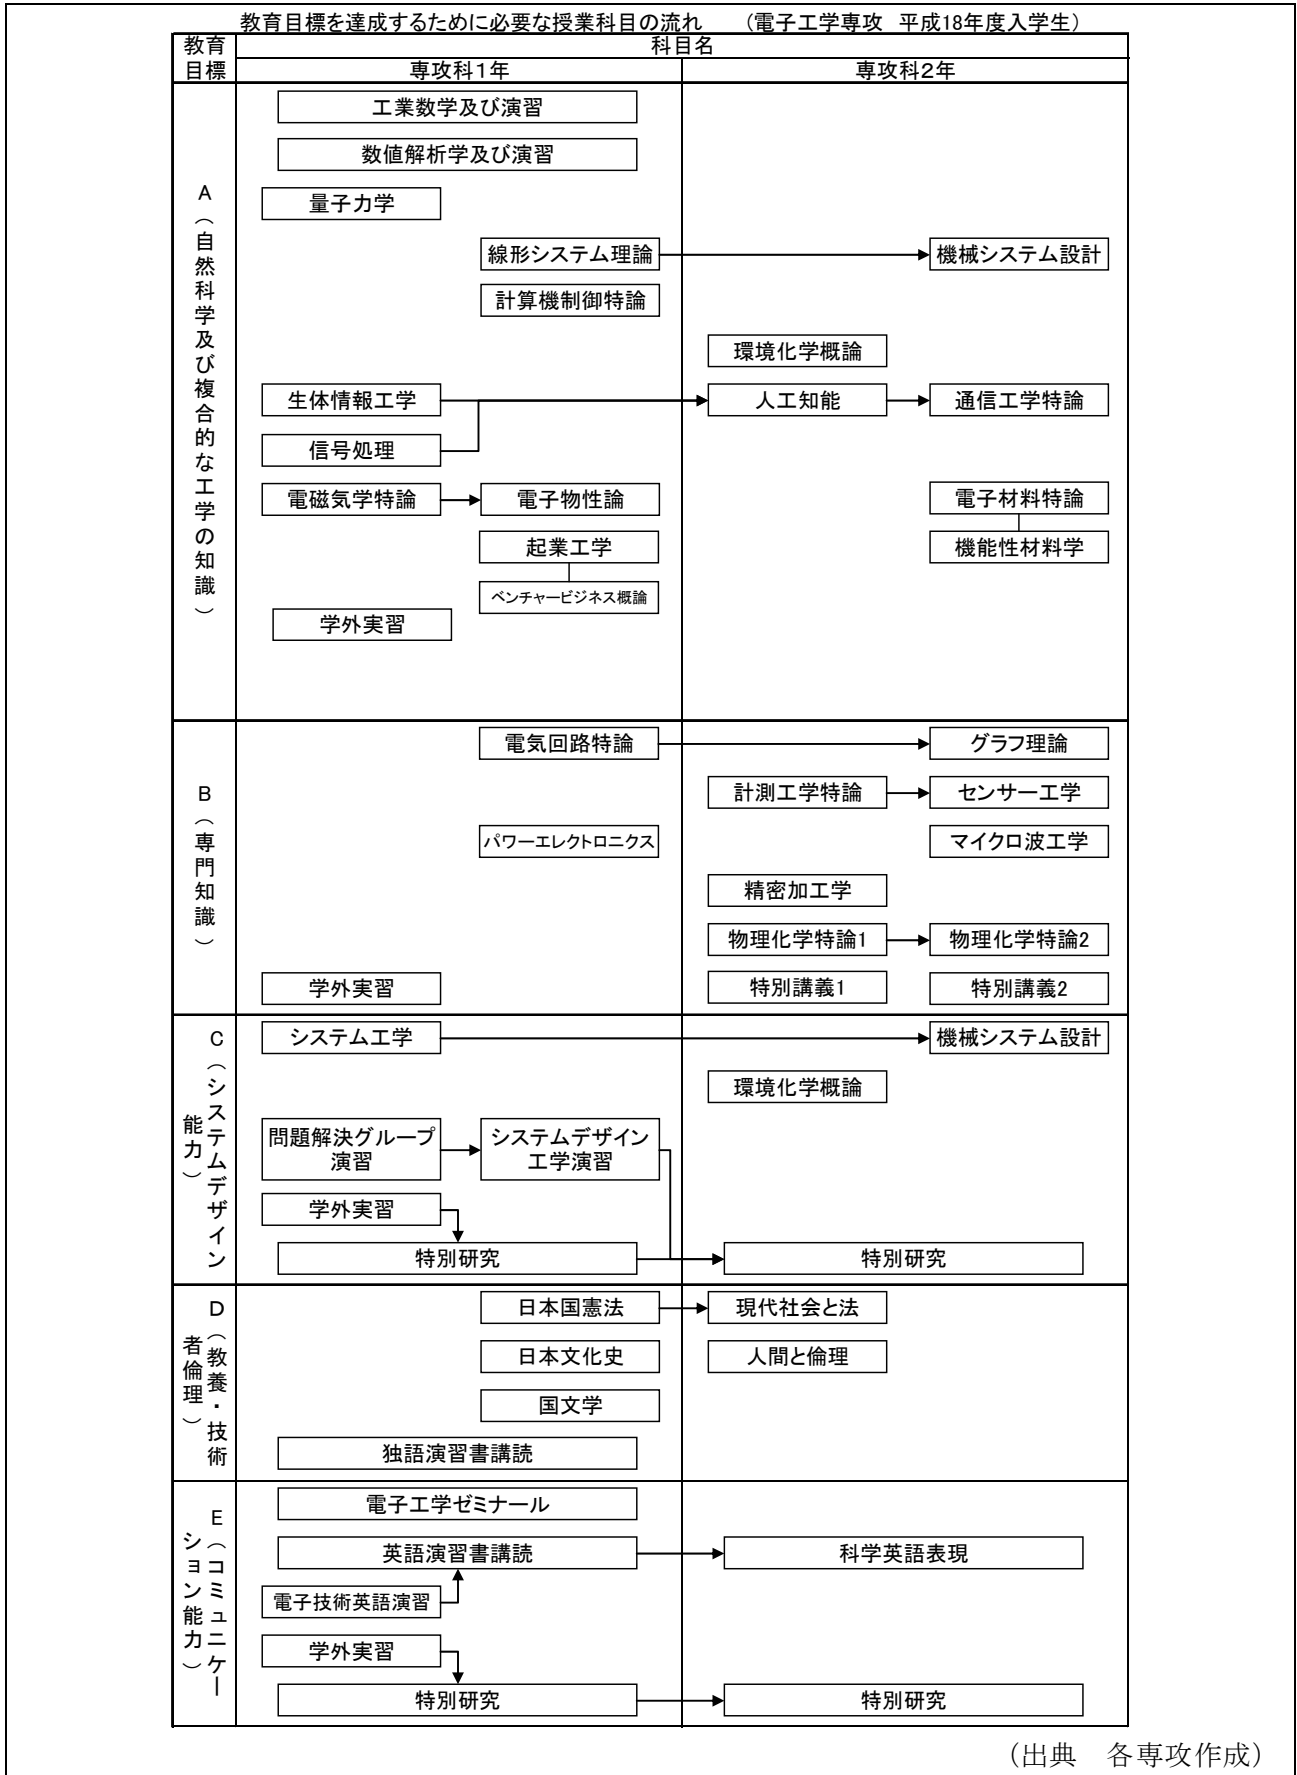 教育目標を達成するために必要な授業科目の流れ　（電子工学専攻　平成18年度入学生）
教育目標
科目名
専攻科1年
専攻科2年
A（自然科学及び複合的な工学の知識）
工業数学及び演習
数値解析学及び演習
量子力学
線形システム理論
機械システム設計
計算機制御特論
環境化学概論
生体情報工学
人工知能
通信工学特論
信号処理
電磁気学特論
電子物性論
電子材料特論
起業工学
機能性材料学
ベンチャービジネス概論
学外実習
B（専門知識）
電気回路特論
グラフ理論
計測工学特論
センサー工学
パワーエレクトロニクス
マイクロ波工学
精密加工学
物理化学特論1
物理化学特論2
学外実習
特別講義1
特別講義2
C（システムデザイン
能力）
システム工学
機械システム設計
環境化学概論
問題解決グループ
演習
システムデザイン
工学演習
学外実習
特別研究
特別研究
D（教養・技術
者倫理）
日本国憲法
現代社会と法
日本文化史
人間と倫理
国文学
独語演習書講読
E（コミュニケー
ション能力）
電子工学ゼミナール
英語演習書講読
科学英語表現
電子技術英語演習
学外実習
特別研究
特別研究
（出典　各専攻作成）